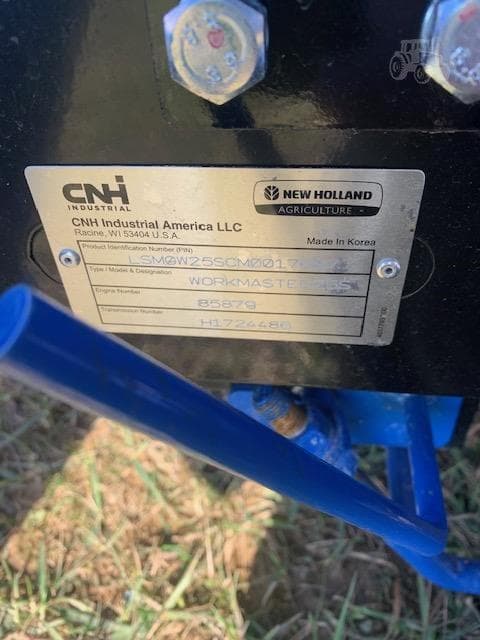 CNH
INDUSTRIAL
NEW HOLLAND
AGRICULTURE
CNH Industrial America LLC
Racine, WI 53404 U.S.A.
Made in Korea
Product Identification Number (PIN)
Type / Model & Designation
WORKMASTER
Engine Number
85879
Transmission Number
H1724486